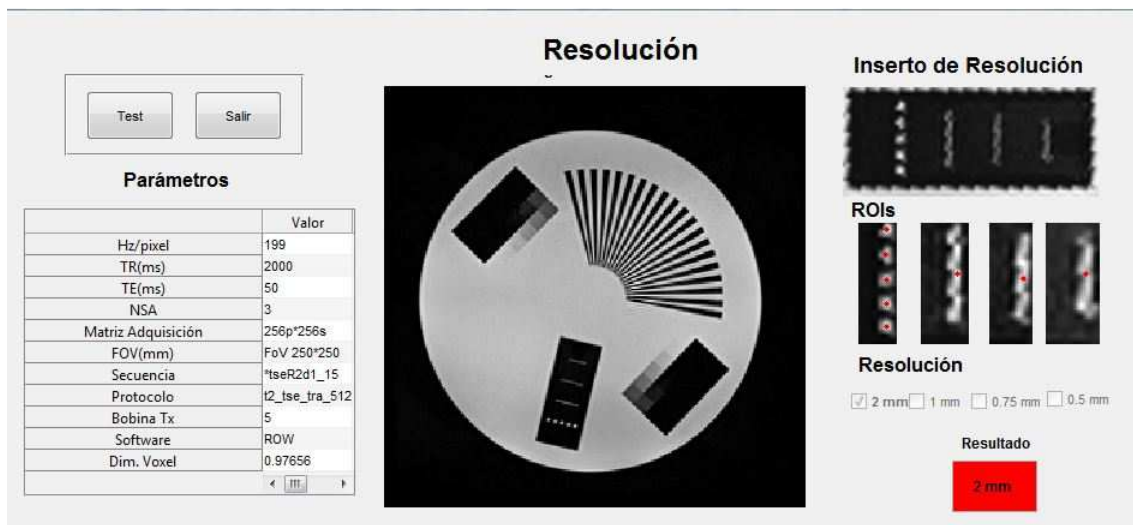 Resolución
Test
Salir
Parámetros
Valor
Hz/pixel 199
TR(ms) 2000
TE(ms) 50
NSA 3
Matriz Adquisición 256p*256s
FOV(mm) FoV 250*250
Secuencia *tseR2d1_15
Protocolo t2_tse_tra_512
Bobina Tx 5
Software ROW
Dim. Voxel 0.97656
Inserto de Resolución
ROIs
Resolución
2 mm 1 mm 0.75 mm 0.5 mm
Resultado
2 mm